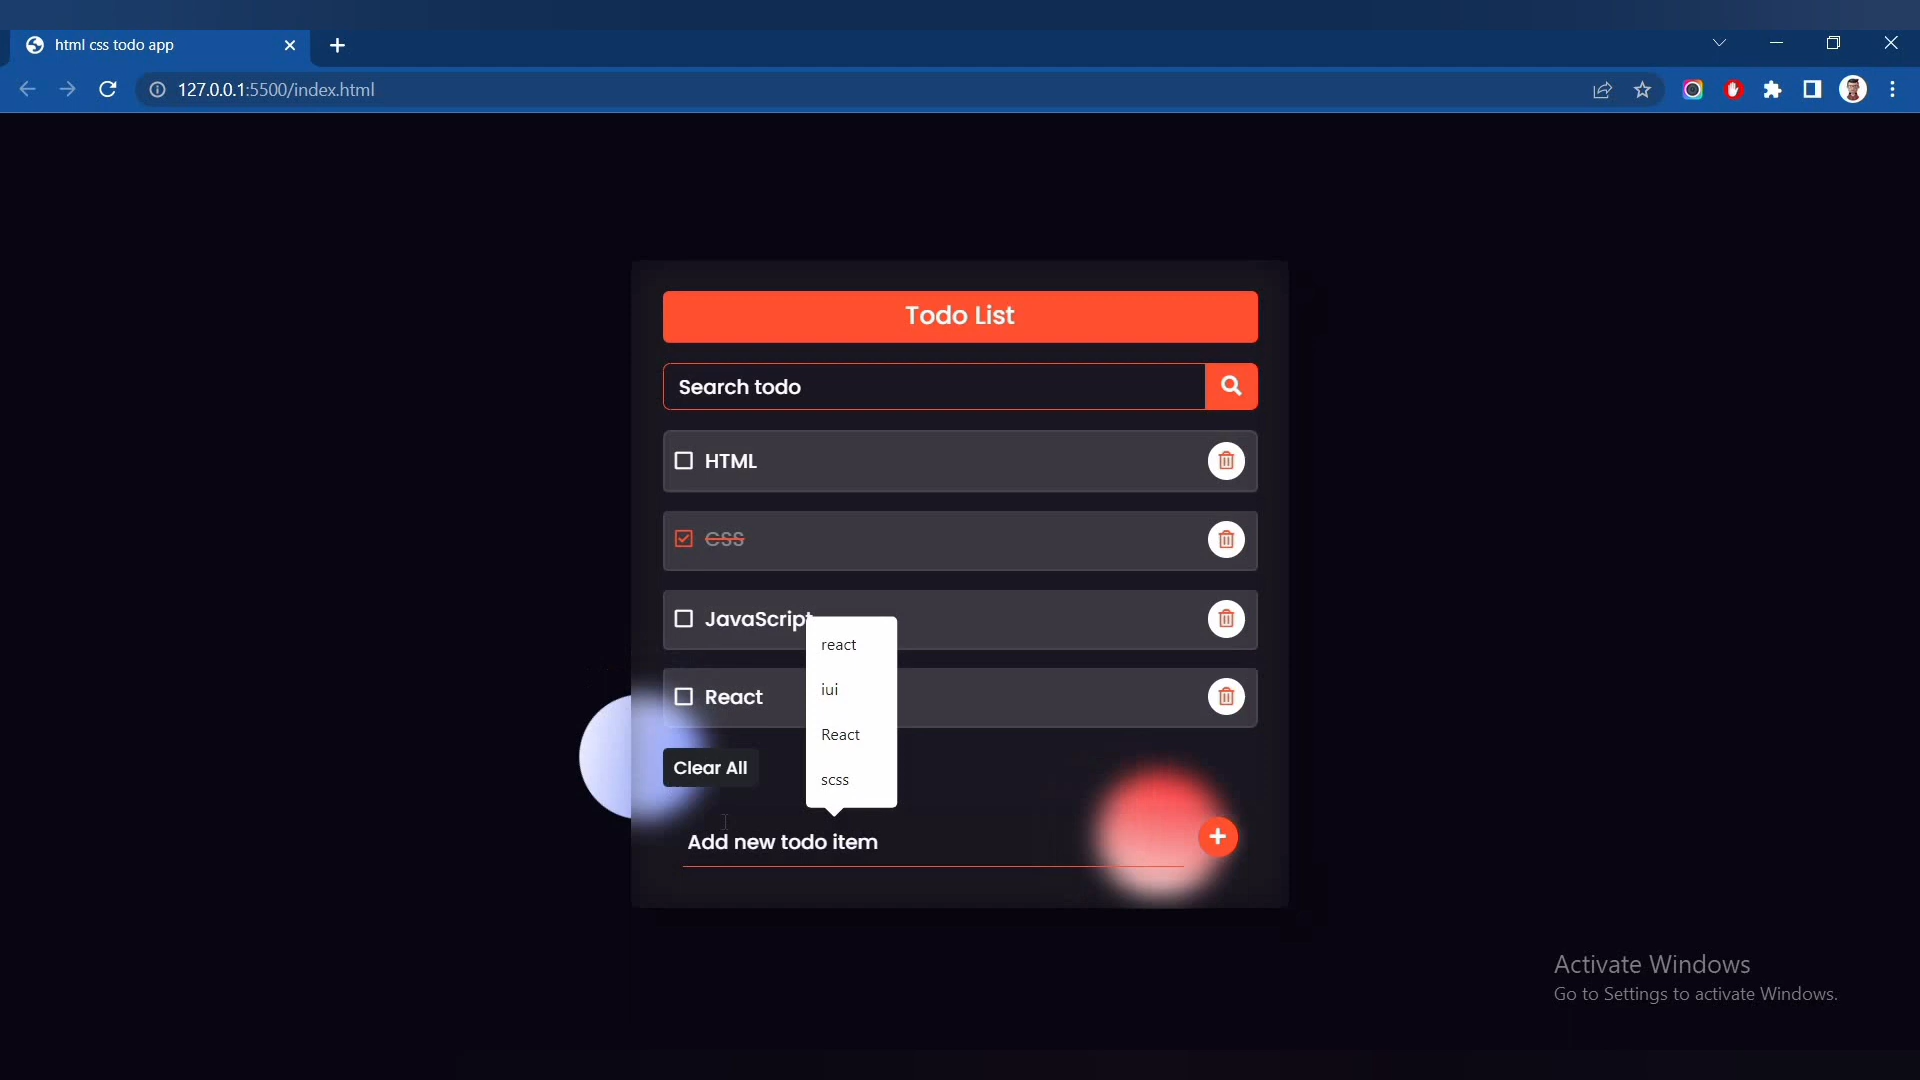 html css todo app
127.0.0.1:5500/index.html
Todo List
Search todo
HTML
CSS
JavaScript
React
react
iui
React
scss
Clear All
Add new todo item
Activate Windows
Go to Settings to activate Windows.